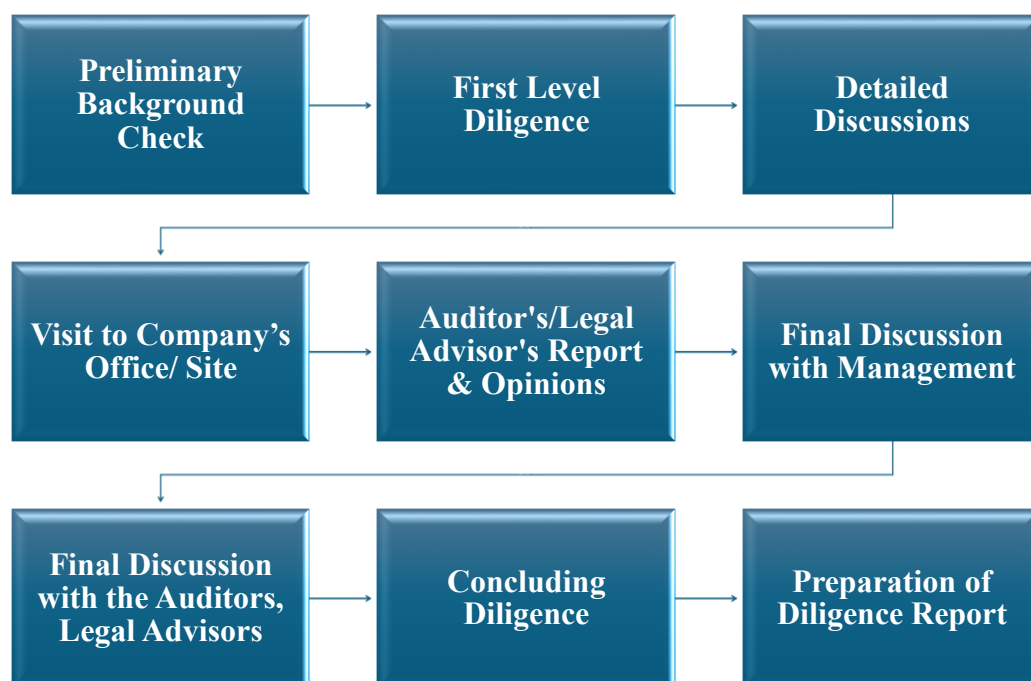 Preliminary
Background
Check
First Level
Diligence
Detailed
Discussions
Visit to Company’s
Office/ Site
Auditor's/Legal
Advisor's Report
& Opinions
Final Discussion
with Management
Final Discussion
with the Auditors,
Legal Advisors
Concluding
Diligence
Preparation of
Diligence Report